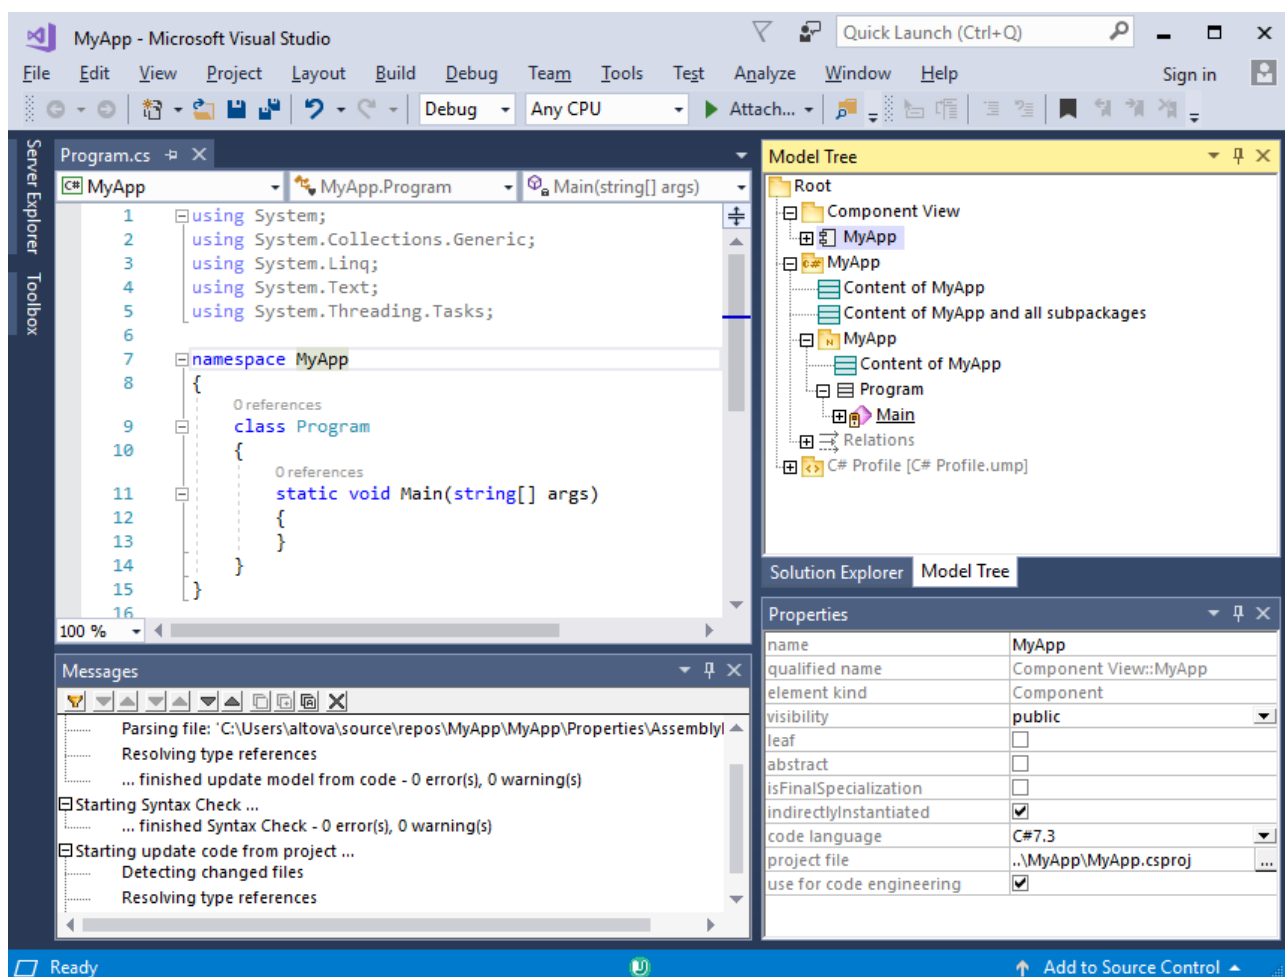 MyApp - Microsoft Visual Studio
Quick Launch (Ctrl+Q)
File Edit View Project Layout Build Debug Team Tools Test Analyze Window Help Sign in
Debug Any CPU Attach...
Server Explorer
Toolbox
Program.cs
C# MyApp MyApp.Program Main(string[] args)
1 using System;
2 using System.Collections.Generic;
3 using System.Linq;
4 using System.Text;
5 using System.Threading.Tasks;
6
7 namespace MyApp
8 {
0 references
9 class Program
10 {
0 references
11 static void Main(string[] args)
12 {
13 }
14 }
15 }
16
100 %
Messages
Parsing file: 'C:\Users\altova\source\repos\MyApp\MyApp\Properties\Assembly
Resolving type references
... finished update model from code - 0 error(s), 0 warning(s)
Starting Syntax Check ...
... finished Syntax Check - 0 error(s), 0 warning(s)
Starting update code from project ...
Detecting changed files
Resolving type references
Model Tree
Root
Component View
MyApp
C# MyApp
Content of MyApp
Content of MyApp and all subpackages
N MyApp
Content of MyApp
Program
Main
Relations
C# Profile [C# Profile.ump]
Solution Explorer Model Tree
Properties
name MyApp
qualified name Component View::MyApp
element kind Component
visibility public
leaf
abstract
isFinalSpecialization
indirectlyInstantiated
code language C#7.3
project file ..\MyApp\MyApp.csproj ...
use for code engineering
Ready U Add to Source Control